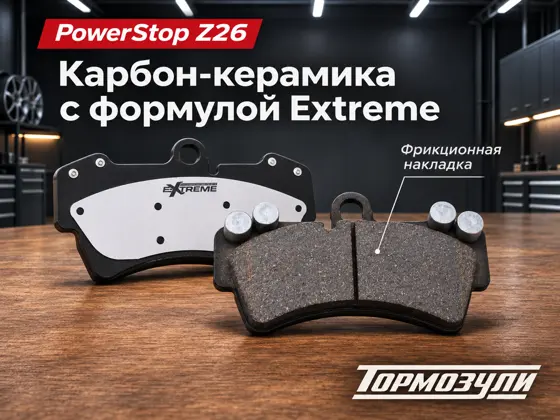 PowerStop Z26
Карбон-керамика
с формулой Extreme
Фрикционная
накладка
EXTREME
ТОРМОЗУЛИ